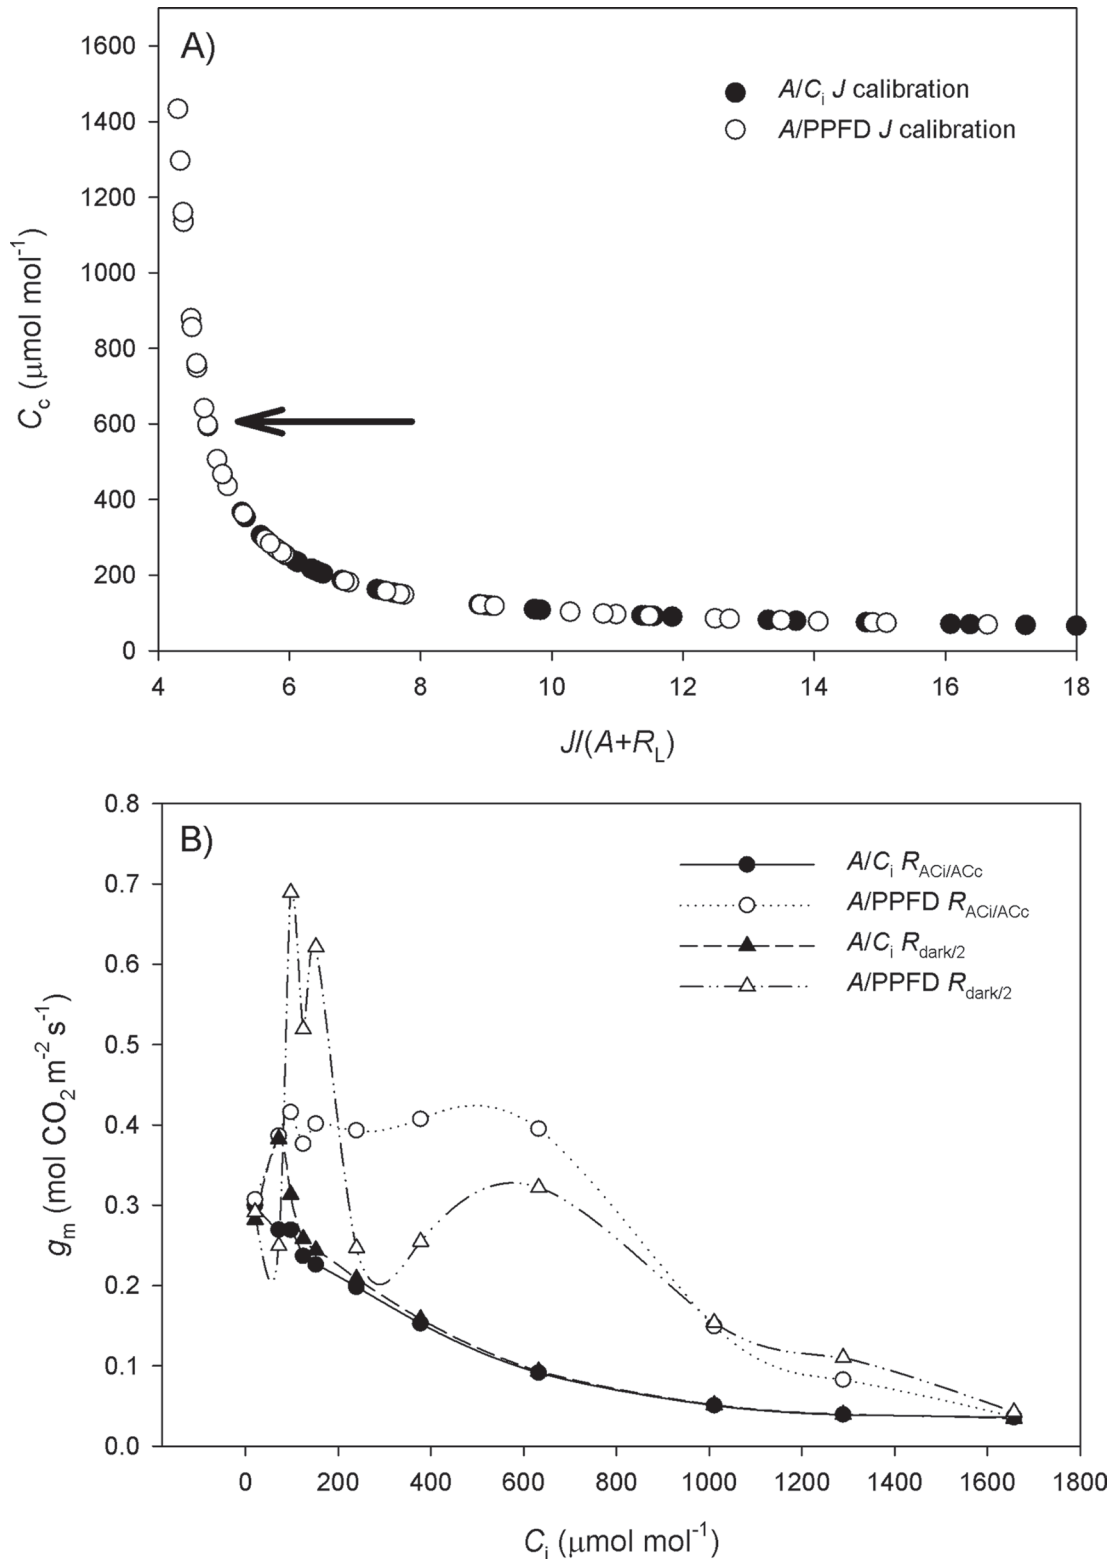 A)
A/Ci J calibration
A/PPFD J calibration
1600
1400
1200
1000
800
600
400
200
0
Cc (μmol mol-1)
4 6 8 10 12 14 16 18
J/(A+RL)
B)
A/Ci RACi/ACc
A/PPFD RACi/ACc
A/Ci Rdark/2
A/PPFD Rdark/2
0.8
0.7
0.6
0.5
0.4
0.3
0.2
0.1
0.0
gm (mol CO2 m-2 s-1)
0 200 400 600 800 1000 1200 1400 1600 1800
Ci (μmol mol-1)